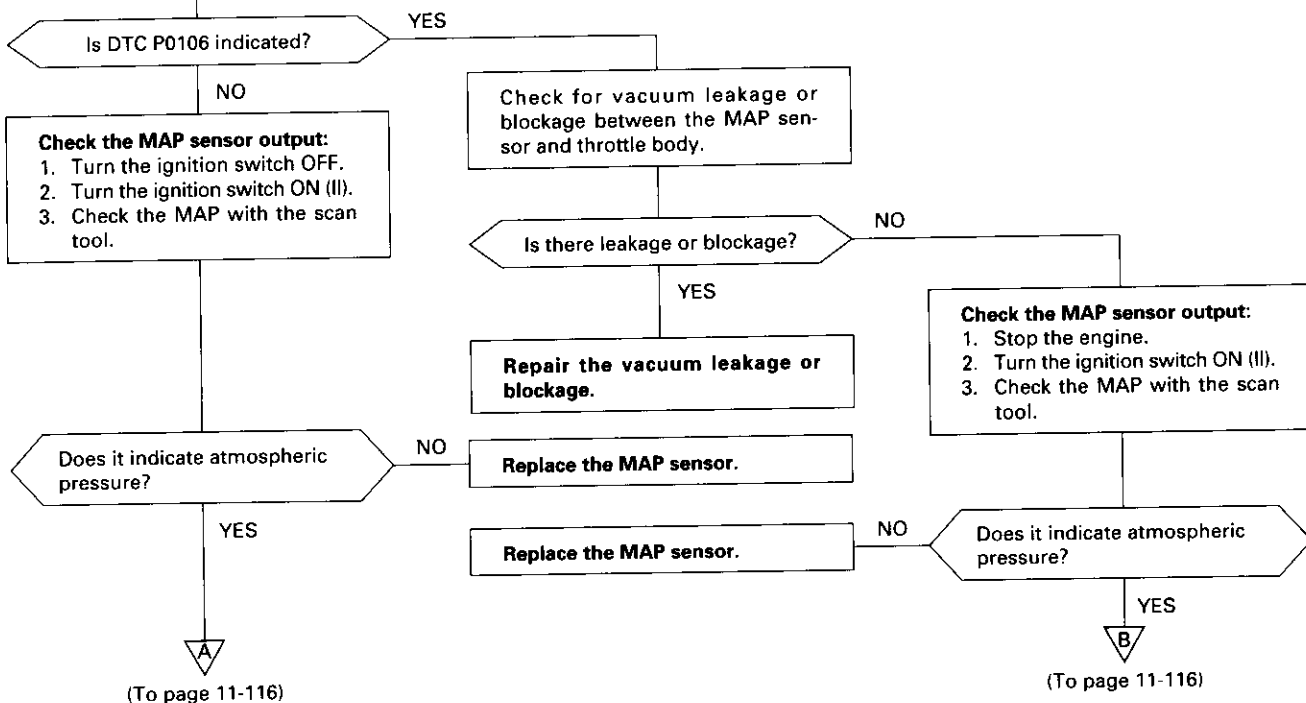 YES
Is DTC P0106 indicated?
NO
Check the MAP sensor output:
1. Turn the ignition switch OFF.
2. Turn the ignition switch ON (II).
3. Check the MAP with the scan
tool.
Check for vacuum leakage or
blockage between the MAP sen-
sor and throttle body.
Is there leakage or blockage?
NO
YES
Repair the vacuum leakage or
blockage.
Check the MAP sensor output:
1. Stop the engine.
2. Turn the ignition switch ON (II).
3. Check the MAP with the scan
tool.
Does it indicate atmospheric
pressure?
NO
Replace the MAP sensor.
YES
Replace the MAP sensor.
NO
Does it indicate atmospheric
pressure?
YES
A
(To page 11-116)
B
(To page 11-116)